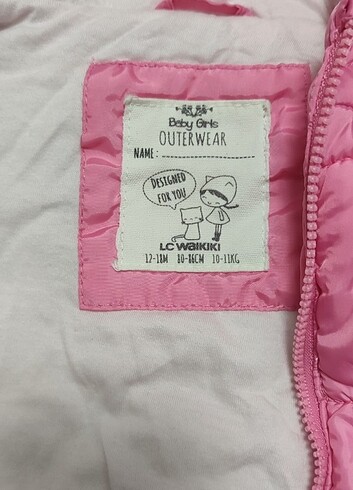 Baby Girls
OUTERWEAR
NAME:
DESIGNED
FOR YOU
LC WAIKIKI
12-18M 80-86CM 10-11KG